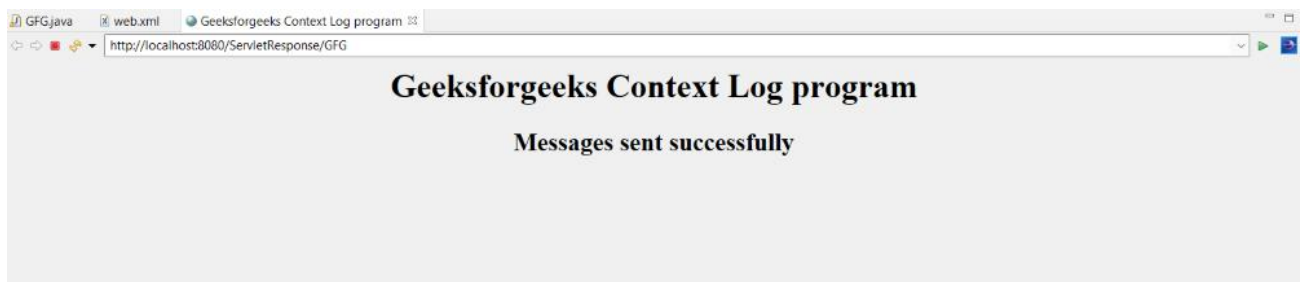 GFG.java web.xml Geeksforgeeks Context Log program
http://localhost:8080/ServletResponse/GFG
Geeksforgeeks Context Log program
Messages sent successfully